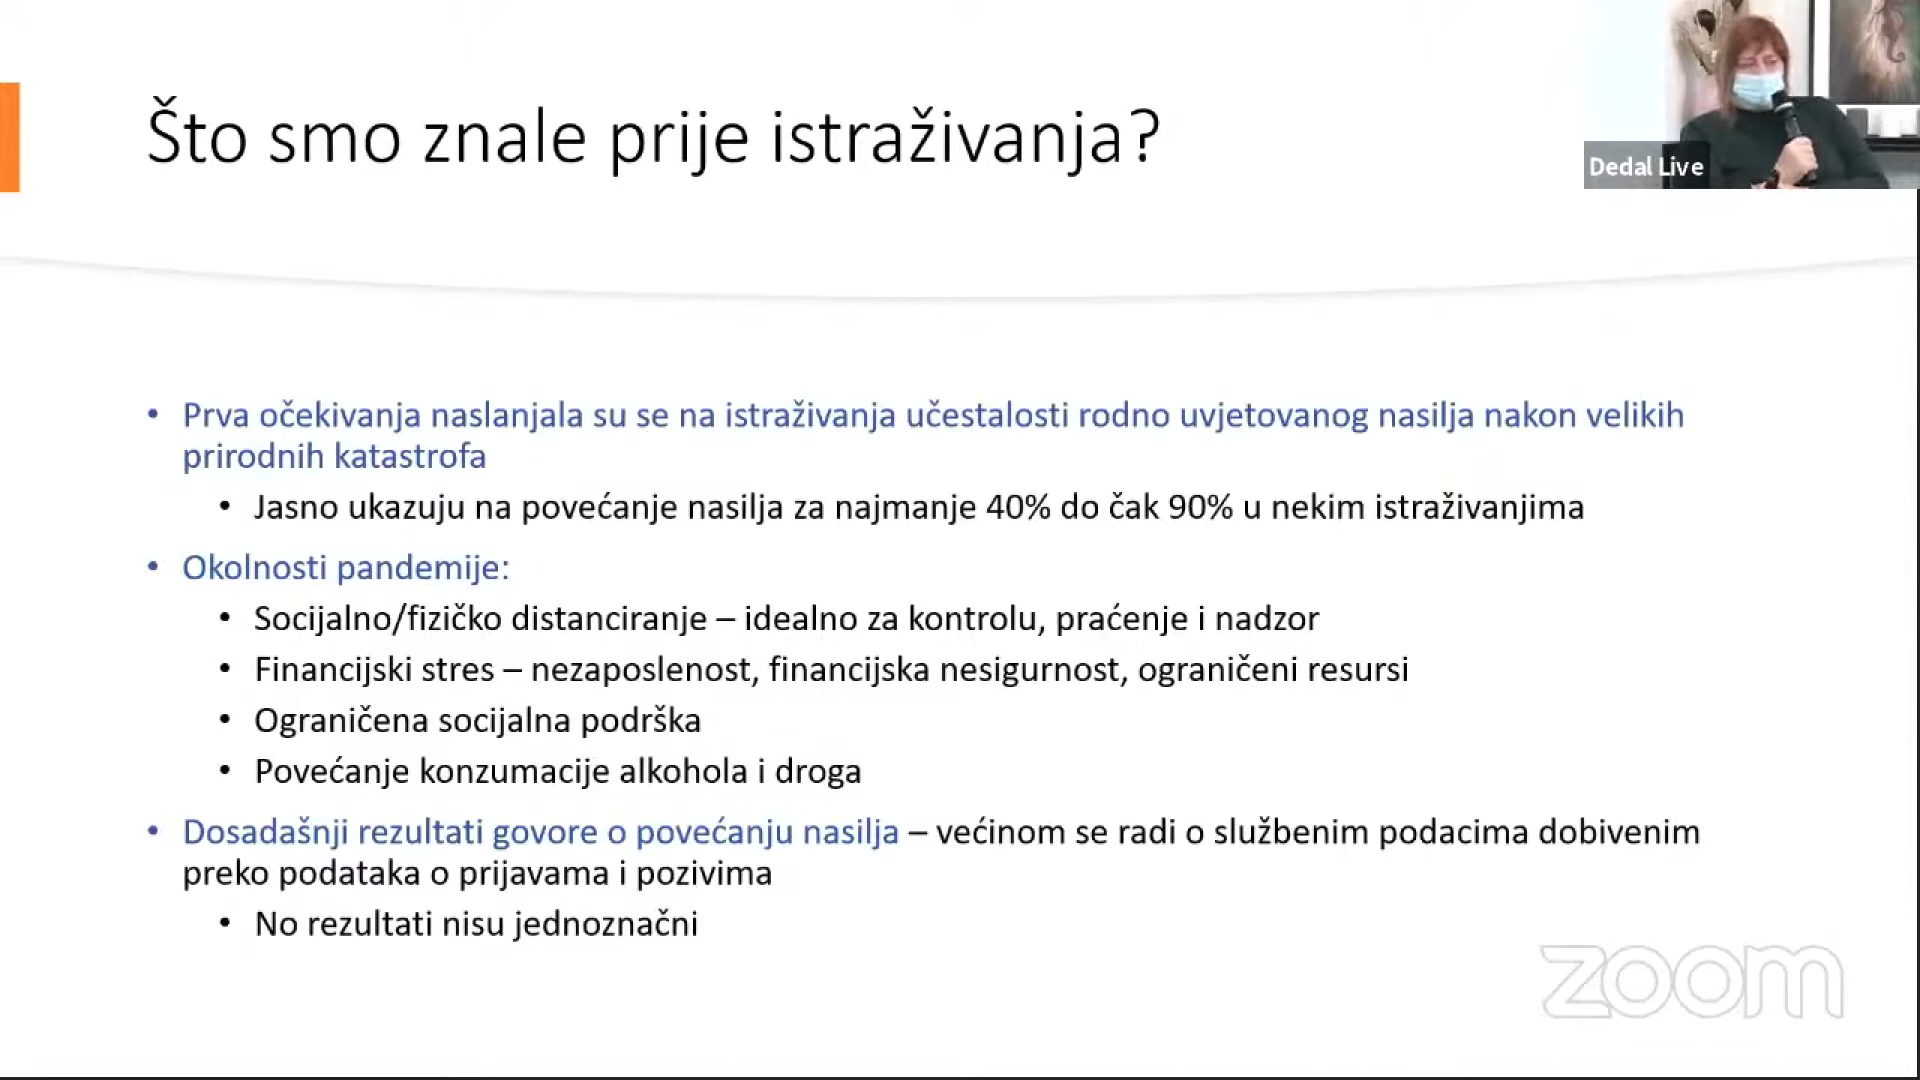 Što smo znale prije istraživanja?
Dedal Live
• Prva očekivanja naslanjala su se na istraživanja učestalosti rodno uvjetovanog nasilja nakon velikih
prirodnih katastrofa
• Jasno ukazuju na povećanje nasilja za najmanje 40% do čak 90% u nekim istraživanjima
• Okolnosti pandemije:
• Socijalno/fizičko distanciranje – idealno za kontrolu, praćenje i nadzor
• Financijski stres – nezaposlenost, financijska nesigurnost, ograničeni resursi
• Ograničena socijalna podrška
• Povećanje konzumacije alkohola i droga
• Dosadašnji rezultati govore o povećanju nasilja – većinom se radi o službenim podacima dobivenim
preko podataka o prijavama i pozivima
• No rezultati nisu jednoznačni
zoom